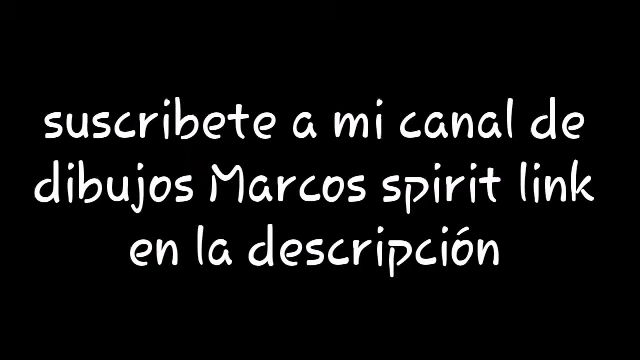 suscribete a mi canal de
dibujos Marcos spirit link
en la descripción